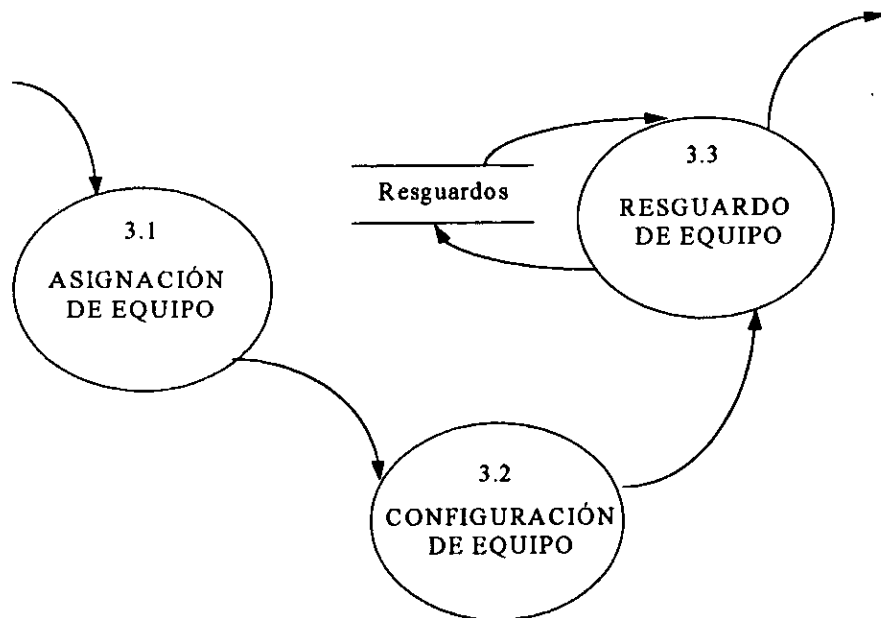 3.1
ASIGNACIÓN
DE EQUIPO
Resguardos
3.3
RESGUARDO
DE EQUIPO
3.2
CONFIGURACIÓN
DE EQUIPO